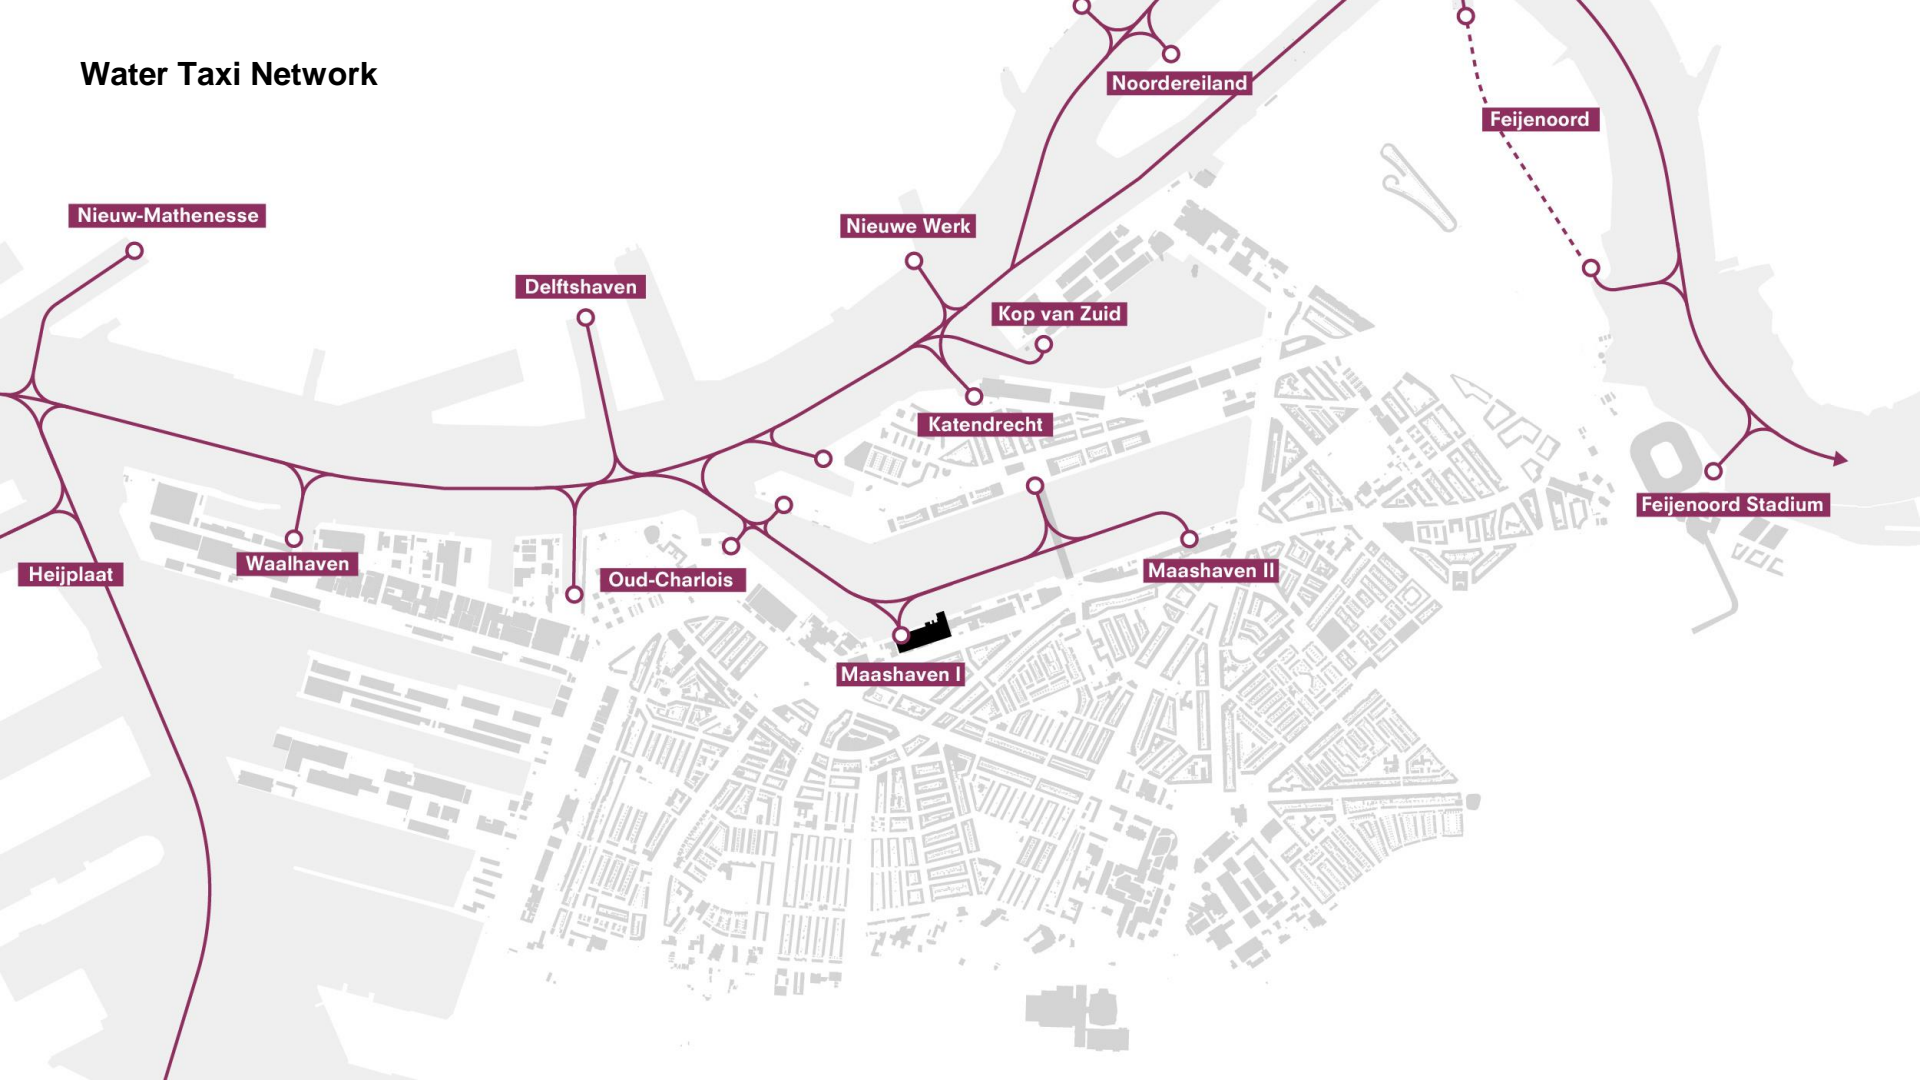 Water Taxi Network
Noordereiland
Feijenoord
Nieuw-Mathenesse
Nieuwe Werk
Delftshaven
Kop van Zuid
Katendrecht
Feijenoord Stadium
Waalhaven
Heijplaat
Oud-Charlois
Maashaven II
Maashaven I